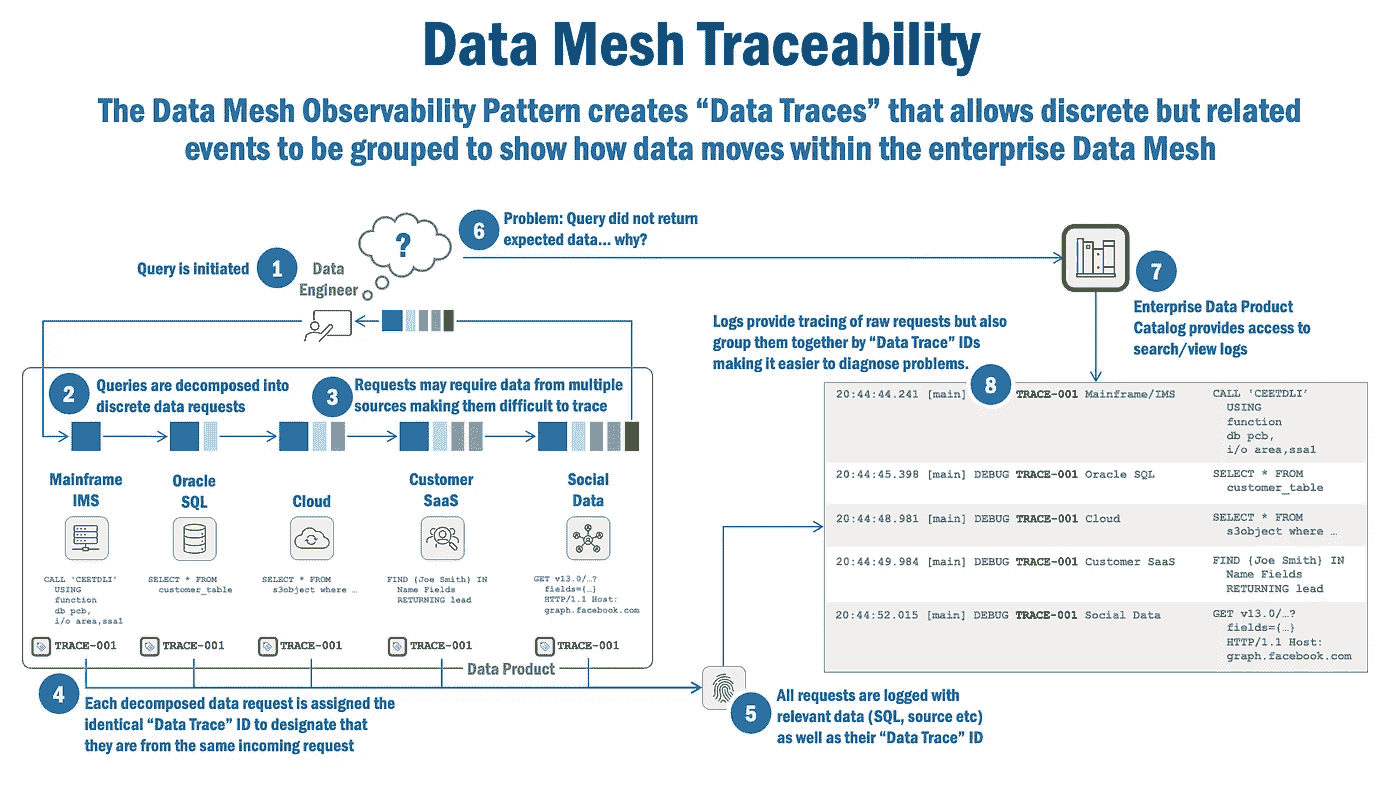 Data Mesh Traceability
The Data Mesh Observability Pattern creates “Data Traces” that allows discrete but related
events to be grouped to show how data moves within the enterprise Data Mesh
Query is initiated
1
Data
Engineer
?
6
Problem: Query did not return
expected data... why?
7
Enterprise Data Product
Catalog provides access to
search/view logs
2
Queries are decomposed into
discrete data requests
3
Requests may require data from multiple
sources making them difficult to trace
Mainframe
IMS
Oracle
SQL
Cloud
Customer
SaaS
Social
Data
CALL ‘CEETDLI’
USING
function
db pcb,
i/o area,ssa1
SELECT * FROM
customer_table
SELECT * FROM
s3object where …
FIND {Joe Smith} IN
Name Fields
RETURNING lead
GET v13.0/…?
fields={…}
HTTP/1.1 Host:
graph.facebook.com
TRACE-001
TRACE-001
TRACE-001
TRACE-001
TRACE-001
Data Product
4
Each decomposed data request is assigned the
identical “Data Trace” ID to designate that
they are from the same incoming request
5
All requests are logged with
relevant data (SQL, source etc)
as well as their “Data Trace” ID
Logs provide tracing of raw requests but also
group them together by “Data Trace” IDs
making it easier to diagnose problems.
8
20:44:44.241 [main] TRACE-001 Mainframe/IMS
CALL 'CEETDLI’
USING
function
db pcb,
i/o area,ssa1
20:44:45.398 [main] DEBUG TRACE-001 Oracle SQL
SELECT * FROM
customer_table
20:44:48.981 [main] DEBUG TRACE-001 Cloud
SELECT * FROM
s3object where …
20:44:49.984 [main] DEBUG TRACE-001 Customer SaaS
FIND {Joe Smith} IN
Name Fields
RETURNING lead
20:44:52.015 [main] DEBUG TRACE-001 Social Data
GET v13.0/…?
fields={…}
HTTP/1.1 Host:
graph.facebook.com